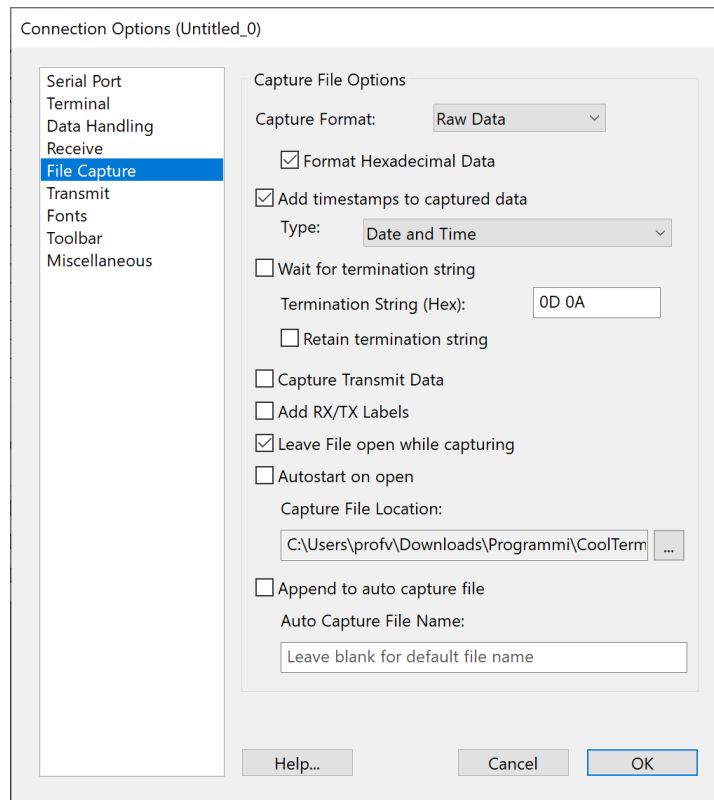 Connection Options (Untitled_0)
Serial Port
Terminal
Data Handling
Receive
File Capture
Transmit
Fonts
Toolbar
Miscellaneous
Capture File Options
Capture Format: Raw Data
Format Hexadecimal Data
Add timestamps to captured data
Type: Date and Time
Wait for termination string
Termination String (Hex): 0D 0A
Retain termination string
Capture Transmit Data
Add RX/TX Labels
Leave File open while capturing
Autostart on open
Capture File Location:
C:\Users\profv\Downloads\Programmi\CoolTerm ...
Append to auto capture file
Auto Capture File Name:
Leave blank for default file name
Help... Cancel OK